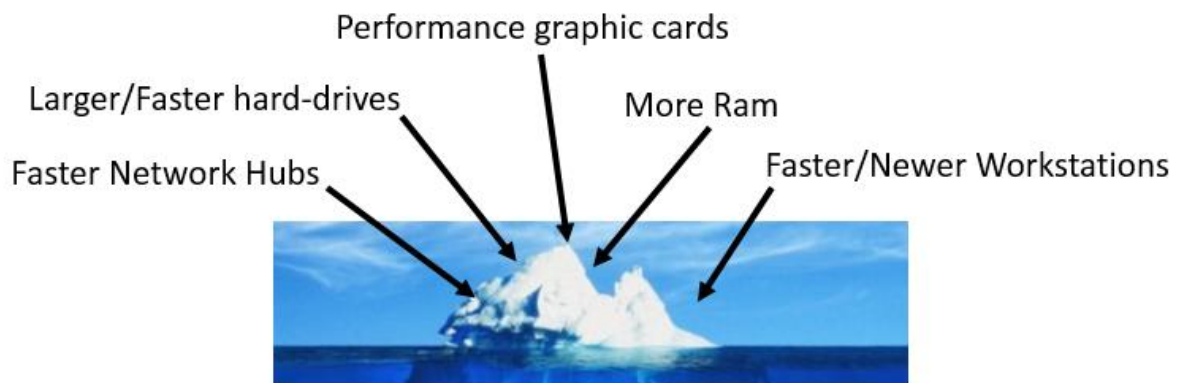 Performance graphic cards
Larger/Faster hard-drives
More Ram
Faster Network Hubs
Faster/Newer Workstations